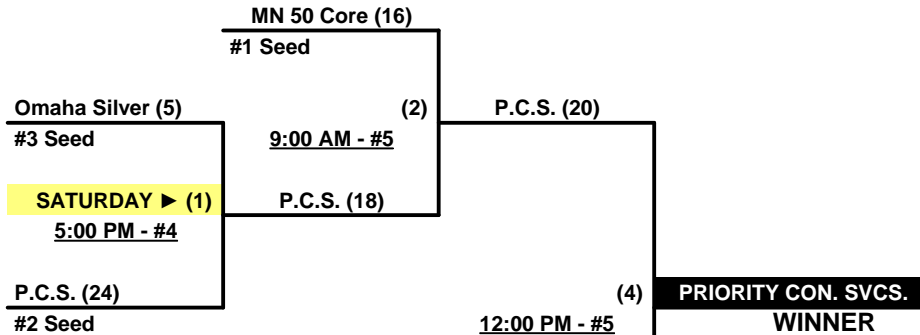 MN 50 Core (16)
#1 Seed
Omaha Silver (5)
(2)
P.C.S. (20)
#3 Seed
9:00 AM - #5
SATURDAY ► (1)
P.C.S. (18)
5:00 PM - #4
P.C.S. (24)
(4)
PRIORITY CON. SVCS.
#2 Seed
12:00 PM - #5
WINNER